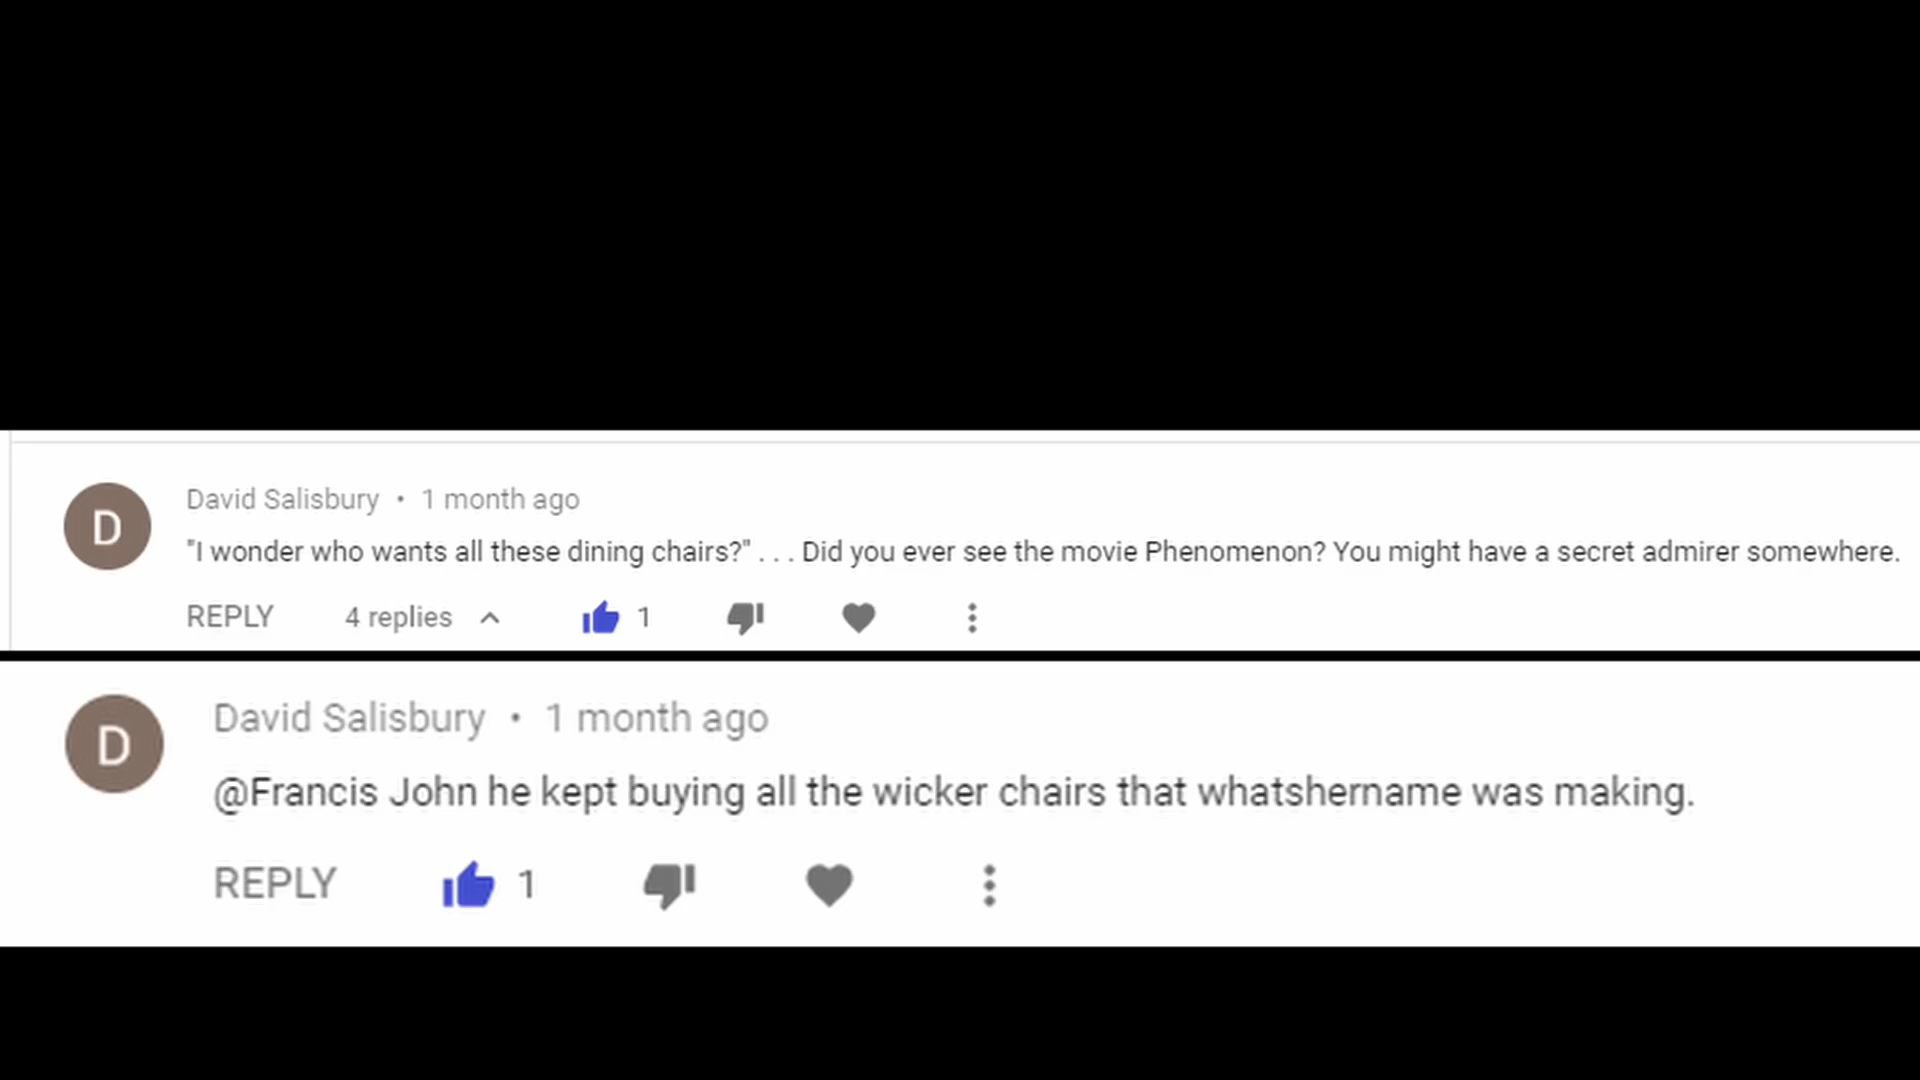 D
David Salisbury • 1 month ago
"I wonder who wants all these dining chairs?" . . . Did you ever see the movie Phenomenon? You might have a secret admirer somewhere.
REPLY 4 replies 1
D
David Salisbury • 1 month ago
@Francis John he kept buying all the wicker chairs that whatshername was making.
REPLY 1